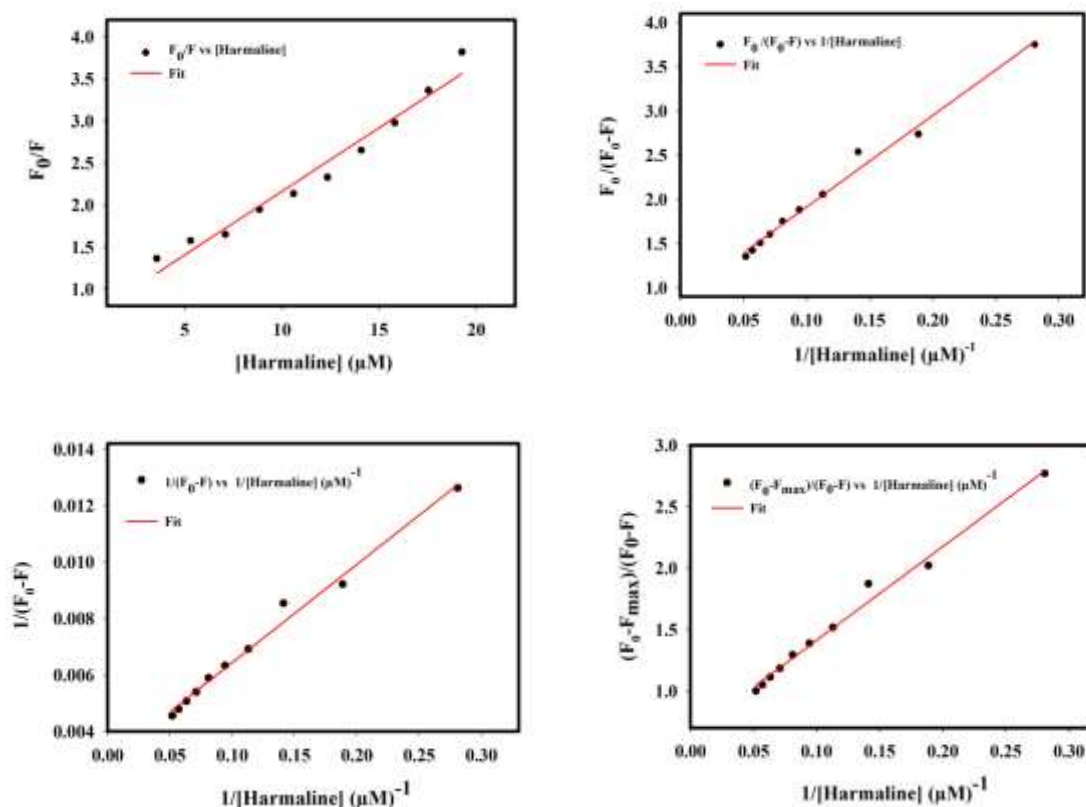 4.0
F0/F vs [Harmaline]
3.5
Fit
3.0
2.5
2.0
1.5
1.0
F0/F
5 10 15 20
[Harmaline] (μM)
4.0
F0 /(F0-F) vs 1/[Harmaline]
3.5
Fit
3.0
2.5
2.0
1.5
1.0
F0/(F0-F)
0.00 0.05 0.10 0.15 0.20 0.25 0.30
1/[Harmaline] (μM)-1
0.014
1/(F0-F) vs 1/[Harmaline] (μM)-1
0.012
Fit
0.010
0.008
0.006
0.004
1/(F0-F)
0.00 0.05 0.10 0.15 0.20 0.25 0.30
1/[Harmaline] (μM)-1
3.0
(F0-Fmax)/(F0-F) vs 1/[Harmaline] (μM)-1
Fit
2.5
2.0
1.5
1.0
(F0-Fmax)/(F0-F)
0.00 0.05 0.10 0.15 0.20 0.25 0.30
1/[Harmaline] (μM)-1